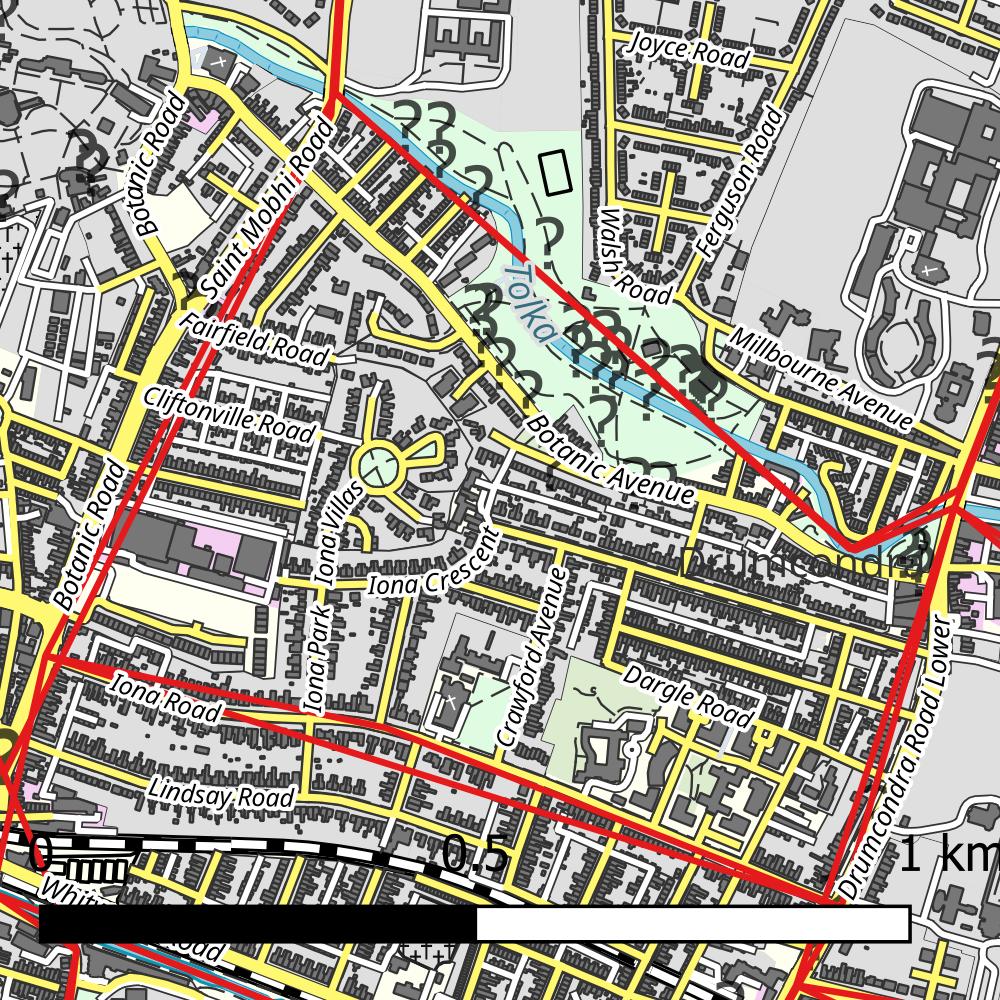 Joyce Road
Botanic Road
Saint Mobhi Road
Ferguson Road
Walsh Road
Tolka
Fairfield Road
Millbourne Avenue
Cliftonville Road
Botanic Avenue
Botanic Road
Iona Villas
Drumcondra
Iona Crescent
Iona Park
Crawford Avenue
Iona Road
Dargle Road
Drumcondra Road Lower
Lindsay Road
0 0.5 1 km
Road